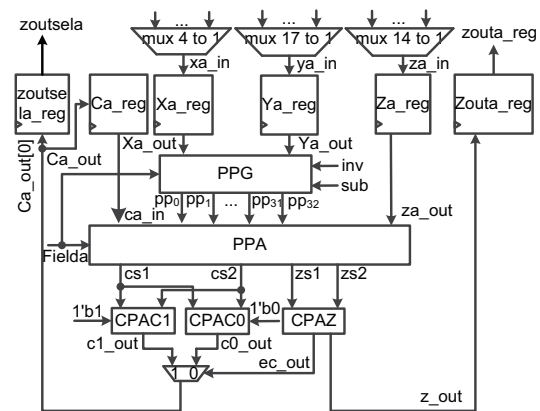 zoutsela
... ... ...
zouta_reg
mux 4 to 1 mux 17 to 1 mux 14 to 1
xa_in ya_in za_in
zoutse
la_reg
Ca_reg Xa_reg Ya_reg Za_reg Zouta_reg
Ca_out[0]
Ca_out Xa_out Ya_out
PPG
inv
sub
pp0 pp1 ... pp31 pp32
ca_in za_out
PPA
Fielda
cs1 cs2 zs1 zs2
1'b1 CPAC1 CPAC0 1'b0 CPAZ
c1_out c0_out
1 0
ec_out
z_out